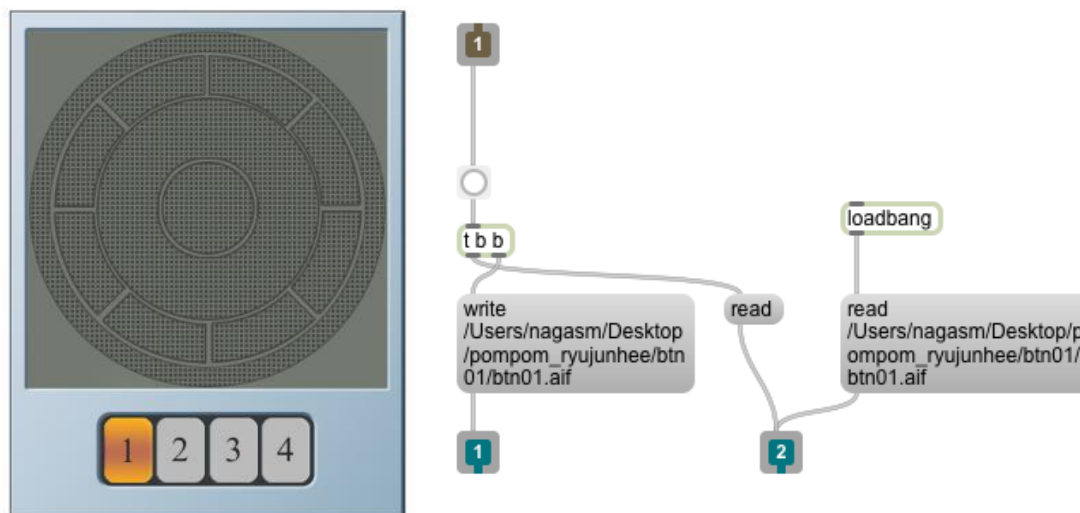 1 2 3 4
1
t b b
loadbang
write
/Users/nagasm/Desktop
/pompom_ryujunhee/btn
01/btn01.aif
read
read
/Users/nagasm/Desktop/p
ompom_ryujunhee/btn01/
btn01.aif
1
2